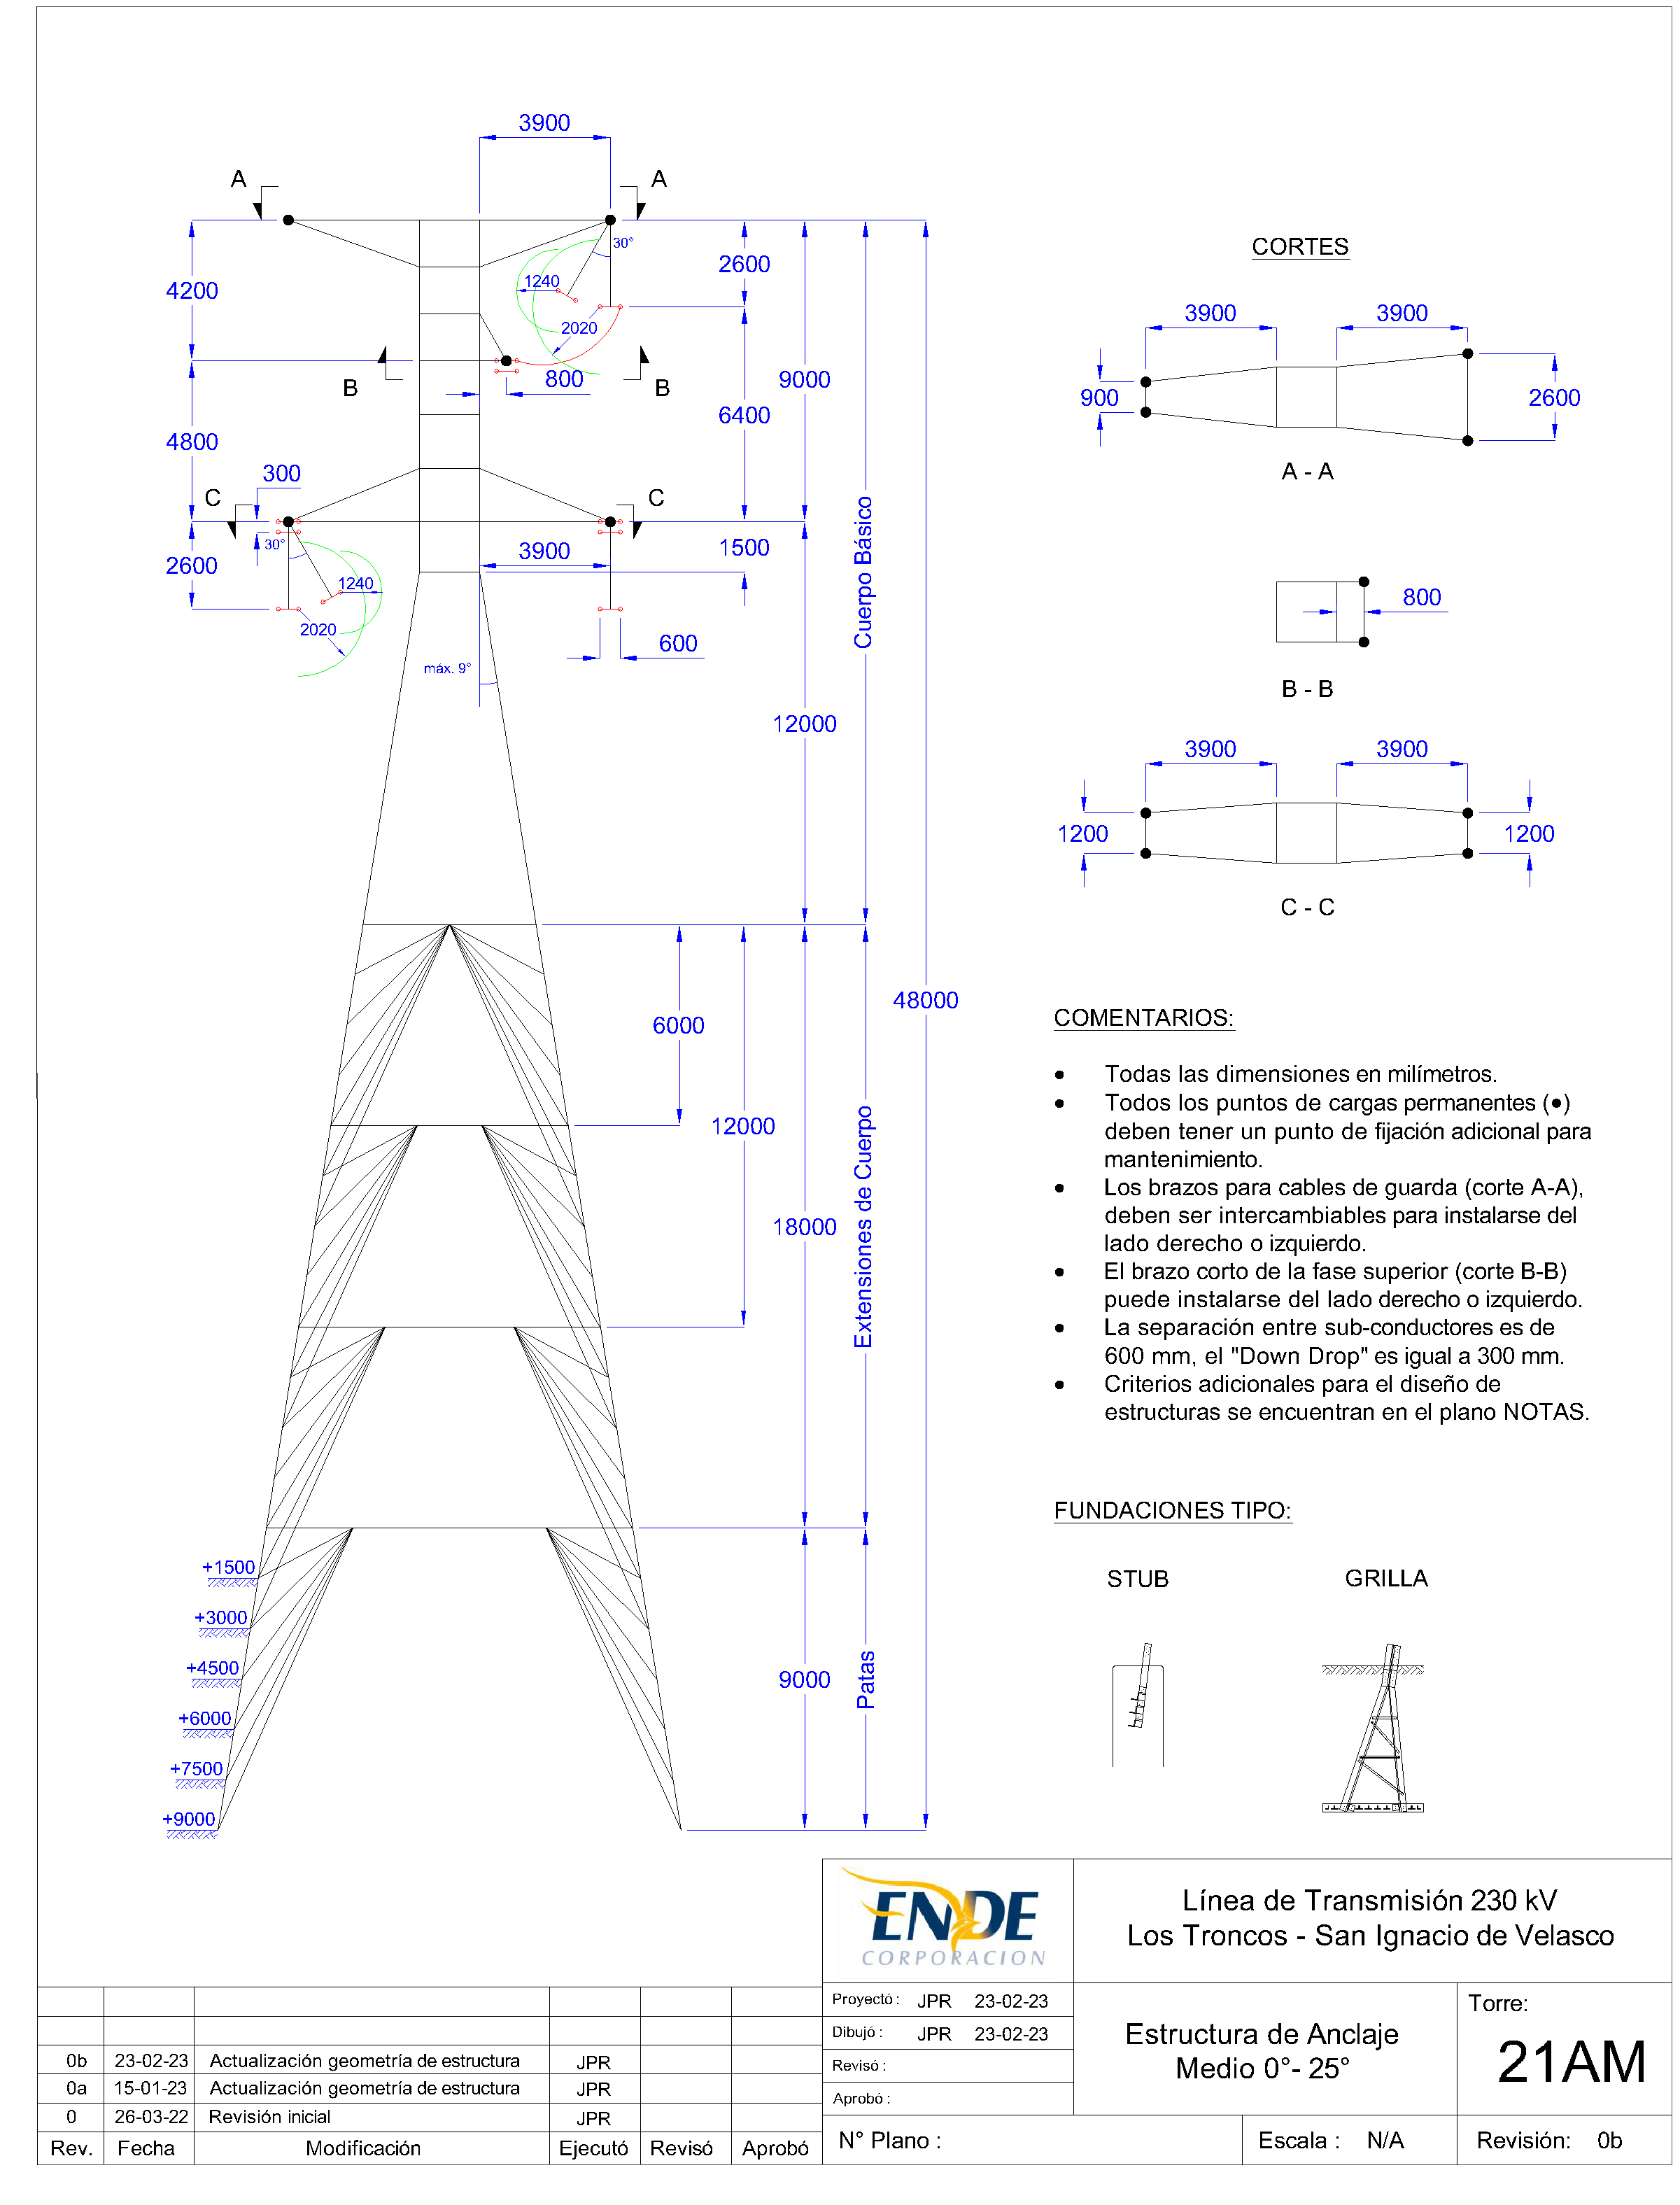 3900
A
A
30°
2600
4200
1240
2020
B
800
B
9000
6400
4800
300
C
C
30°
3900
1500
2600
1240
2020
600
máx. 9°
Cuerpo Básico
12000
48000
6000
12000
18000
Extensiones de Cuerpo
+1500
+3000
+4500
+6000
+7500
+9000
9000
Patas
CORTES
3900
3900
900
2600
A - A
800
B - B
3900
3900
1200
1200
C - C
COMENTARIOS:
• Todas las dimensiones en milímetros.
• Todos los puntos de cargas permanentes (●)
deben tener un punto de fijación adicional para
mantenimiento.
• Los brazos para cables de guarda (corte A-A),
deben ser intercambiables para instalarse del
lado derecho o izquierdo.
• El brazo corto de la fase superior (corte B-B)
puede instalarse del lado derecho o izquierdo.
• La separación entre sub-conductores es de
600 mm, el "Down Drop" es igual a 300 mm.
• Criterios adicionales para el diseño de
estructuras se encuentran en el plano NOTAS.
FUNDACIONES TIPO:
STUB
GRILLA
ENDE
CORPORACION
Línea de Transmisión 230 kV
Los Troncos - San Ignacio de Velasco
Proyectó : JPR 23-02-23
Dibujó : JPR 23-02-23
Revisó :
Aprobó :
Estructura de Anclaje
Medio 0°- 25°
Torre:
21AM
N° Plano :
Escala : N/A
Revisión: 0b
0b 23-02-23 Actualización geometría de estructura JPR
0a 15-01-23 Actualización geometría de estructura JPR
0 26-03-22 Revisión inicial JPR
Rev. Fecha Modificación Ejecutó Revisó Aprobó